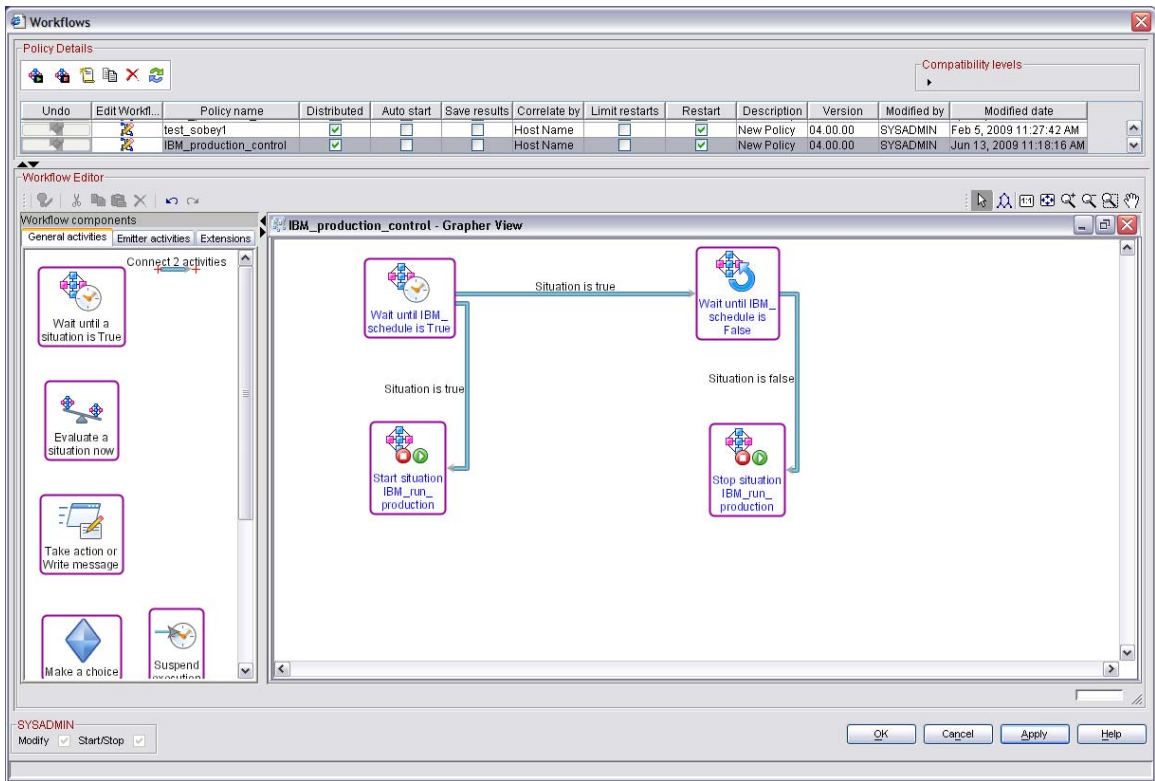 Workflows
Policy Details
Compatibility levels
Undo Edit Workfl... Policy name Distributed Auto start Save results Correlate by Limit restarts Restart Description Version Modified by Modified date
test_sobey1 Host Name New Policy 04.00.00 SYSADMIN Feb 5, 2009 11:27:42 AM
IBM_production_control Host Name New Policy 04.00.00 SYSADMIN Jun 13, 2009 11:18:16 AM
Workflow Editor
1:1
Workflow components
General activities Emitter activities Extensions
Connect 2 activities
Wait until a
situation is True
Evaluate a
situation now
Take action or
Write message
Make a choice
Suspend
execution
IBM_production_control - Grapher View
Wait until IBM_
schedule is True
Situation is true
Wait until IBM_
schedule is
False
Situation is true
Situation is false
Start situation
IBM_run_
production
Stop situation
IBM_run_
production
SYSADMIN
Modify Start/Stop
OK Cancel Apply Help